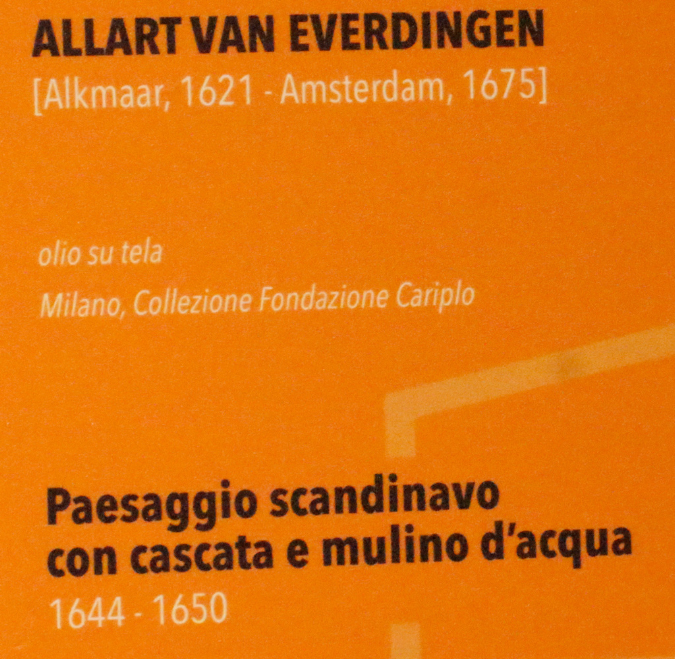 ALLART VAN EVERDINGEN
[Alkmaar, 1621 - Amsterdam, 1675]
olio su tela
Milano, Collezione Fondazione Cariplo
Paesaggio scandinavo
con cascata e mulino d'acqua
1644 - 1650